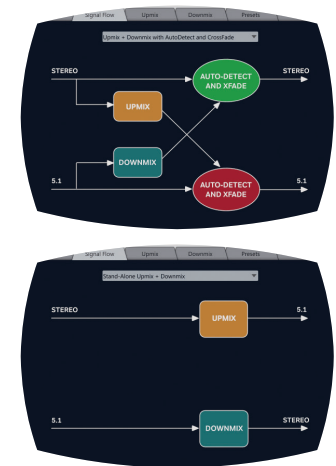 Signal Flow Upmix Downmix Presets
Upmix + Downmix with AutoDetect and CrossFade
STEREO AUTO-DETECT AND XFADE STEREO
UPMIX
DOWNMIX
5.1 AUTO-DETECT AND XFADE 5.1
Signal Flow Upmix Downmix Presets
Stand-Alone Upmix + Downmix
STEREO UPMIX 5.1
5.1 DOWNMIX STEREO